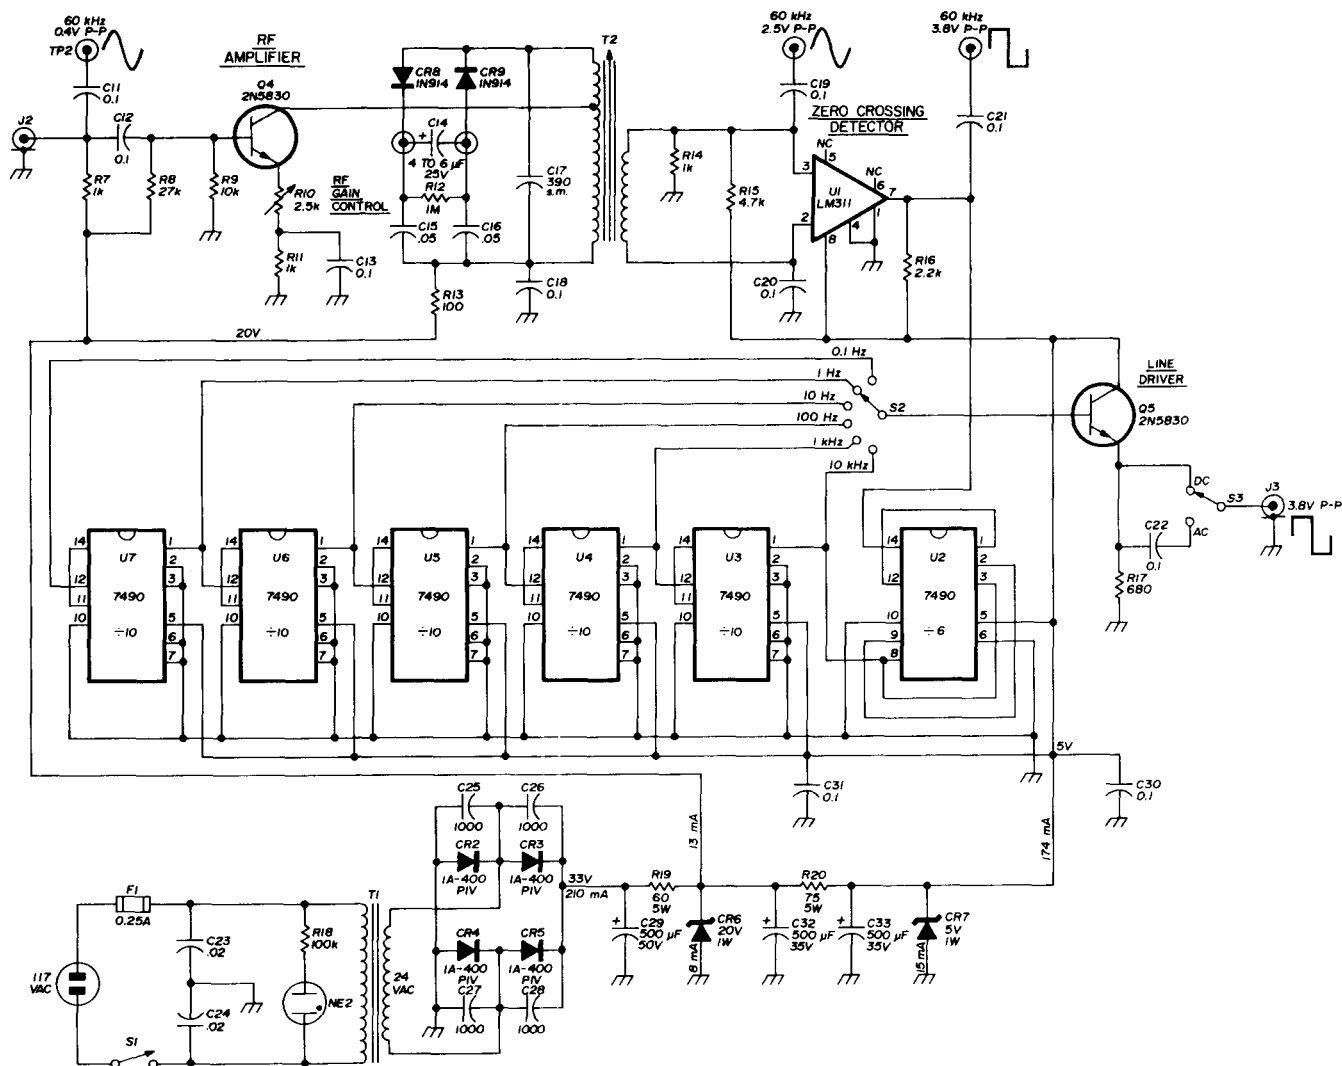 60 kHz
0.4V P-P
TP2
C11
0.1
J2
C12
0.1
R7
1k
R8
27k
R9
10k
RF
AMPLIFIER
Q4
2N5830
R10
2.5k
RF
GAIN
CONTROL
R11
1k
C13
0.1
CR8
1N914
CR9
1N914
+
C14
4 TO 6 µF
25V
R12
1M
C15
.05
C16
.05
R13
100
C17
390
s.m.
C18
0.1
T2
R14
1k
R15
4.7k
60 kHz
2.5V P-P
C19
0.1
ZERO CROSSING
DETECTOR
NC
5
3
U1
LM311
NC
6
7
1
4
2
8
C20
0.1
R16
2.2k
60 kHz
3.8V P-P
C21
0.1
20V
0.1 Hz
1 Hz
10 Hz
100 Hz
1 kHz
10 kHz
S2
LINE
DRIVER
Q5
2N5830
DC
S3
AC
J3
3.8V P-P
C22
0.1
R17
680
14
12
11
10
U7
7490
÷10
1
2
3
5
6
7
14
12
11
10
U6
7490
÷10
1
2
3
5
6
7
14
12
11
10
U5
7490
÷10
1
2
3
5
6
7
14
12
11
10
U4
7490
÷10
1
2
3
5
6
7
14
12
11
10
U3
7490
÷10
1
2
3
5
6
7
14
12
10
9
8
U2
7490
÷6
1
2
3
5
6
5V
C31
0.1
C30
0.1
174 mA
13 mA
C25
1000
C26
1000
CR2
1A-400
PIV
CR3
1A-400
PIV
CR4
1A-400
PIV
CR5
1A-400
PIV
C27
1000
C28
1000
33V
210 mA
R19
60
5W
+
C29
500 µF
50V
CR6
20V
1W
8 mA
R20
75
5W
+
C32
500 µF
35V
+
C33
500 µF
35V
CR7
5V
1W
15 mA
F1
0.25A
117
VAC
S1
C23
.02
C24
.02
R18
100k
NE2
T1
24
VAC